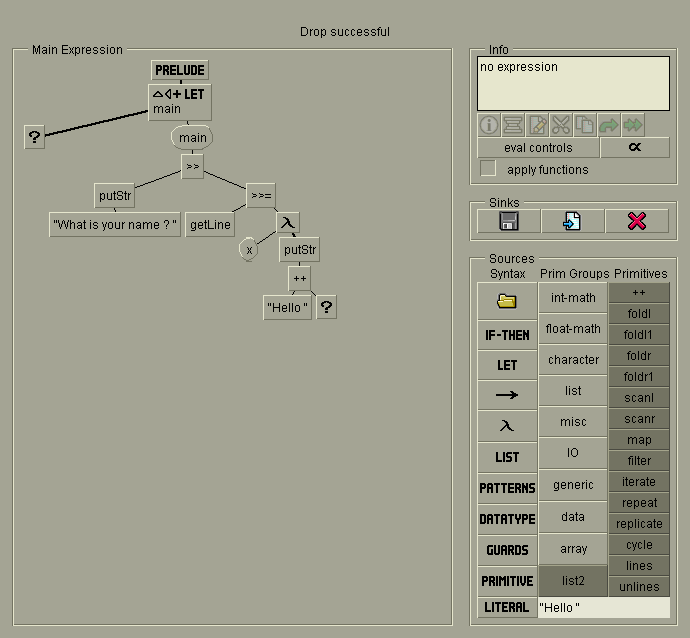 Drop successful
Main Expression
PRELUDE
LET
main
?
main
>>
putStr
>>=
"What is your name ? "
getLine
λ
x
putStr
++
"Hello "
?
Info
no expression
eval controls
∝
apply functions
Sinks
Sources
Syntax Prim Groups Primitives
IF-THEN
LET
→
λ
LIST
PATTERNS
DATATYPE
GUARDS
PRIMITIVE
LITERAL
int-math
float-math
character
list
misc
IO
generic
data
array
list2
++
foldl
foldl1
foldr
foldr1
scanl
scanr
map
filter
iterate
repeat
replicate
cycle
lines
unlines
"Hello "